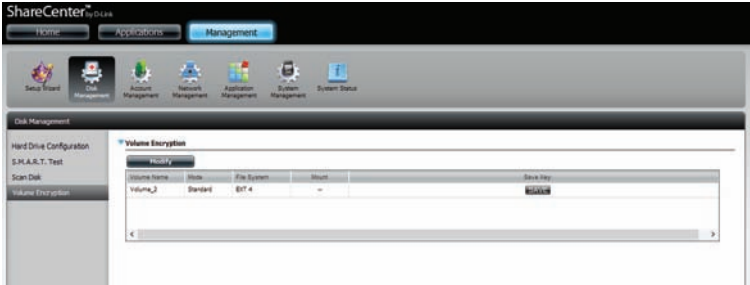 ShareCenter™ by D-Link
Home Applications Management
Setup Wizard Disk Management Account Management Network Management Application Management System Management System Status
Disk Management
Hard Drive Configuration
S.M.A.R.T. Test
Scan Disk
Volume Encryption
Volume Encryption
Modify
Volume Name Mode File System Mount Save Key
Volume_2 Standard EXT 4 -- SAVE